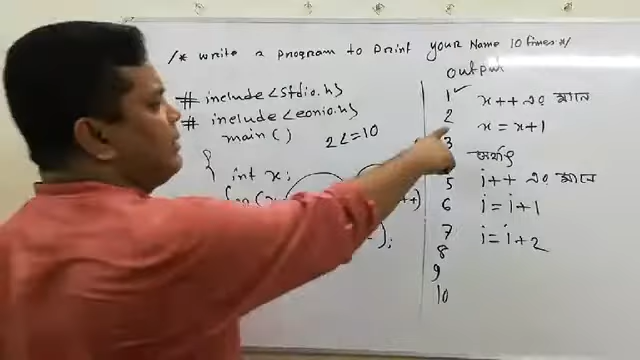 /* write a program to print your Name 10 times */
# include <stdio.h>
# include <conio.h>
main ( )
2<=10
{
int x;
output
1 ✓
2
3
5
6
7
8
9
10
x++ এর মানে
x = x+1
অর্থাৎ
i++ এর মানে
i = i+1
i = i+2